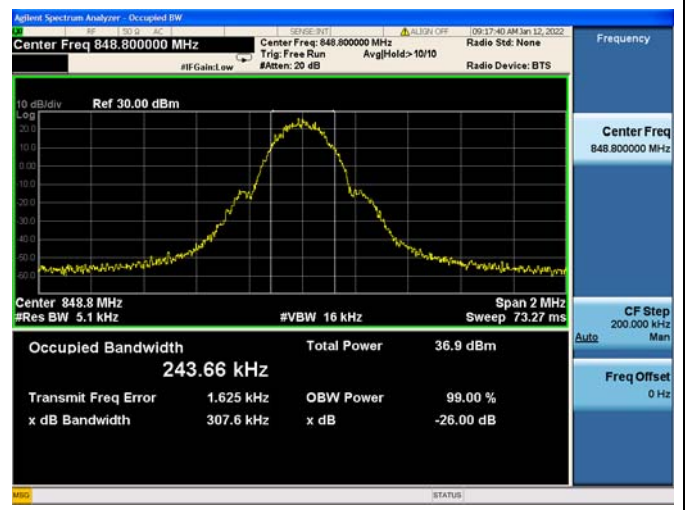 Agilent Spectrum Analyzer - Occupied BW
RF 50 Ω AC SENSE:INT ALIGN OFF 09:17:40 AM Jan 12, 2022
Center Freq 848.800000 MHz
Center Freq: 848.800000 MHz
Radio Std: None
Trig: Free Run Avg|Hold:>10/10
#IFGain:Low #Atten: 20 dB
Radio Device: BTS
10 dB/div Ref 30.00 dBm
Log
20.0
10.0
0.00
-10.0
-20.0
-30.0
-40.0
-50.0
-60.0
Center 848.8 MHz Span 2 MHz
#Res BW 5.1 kHz #VBW 16 kHz Sweep 73.27 ms
Occupied Bandwidth Total Power 36.9 dBm
243.66 kHz
Transmit Freq Error 1.625 kHz OBW Power 99.00 %
x dB Bandwidth 307.6 kHz x dB -26.00 dB
Frequency
Center Freq
848.800000 MHz
CF Step
200.000 kHz
Auto Man
Freq Offset
0 Hz
MSG STATUS